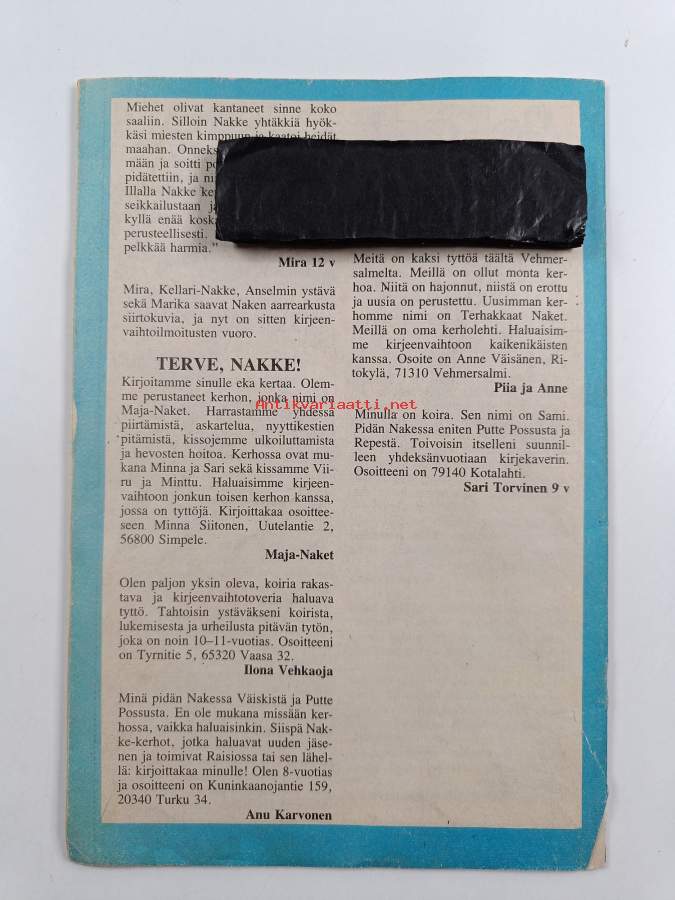 Miehet olivat kantaneet sinne koko
saaliin. Silloin Nakke yhtäkkiä hyök-
käsi miesten kimppuun ja kaatoi heidät
maahan. Onneks
mään ja soitti po
pidätettiin, ja ni
Illalla Nakke ke
seikkailustaan j
kyllä enää koska
perusteellisesti.
pelkkää harmia."
Mira 12 v
Mira, Kellari-Nakke, Anselmin ystävä
sekä Marika saavat Naken aarrearkusta
siirtokuvia, ja nyt on sitten kirjeen-
vaihtoilmoitusten vuoro.
TERVE, NAKKE!
Kirjoitamme sinulle eka kertaa. Olem-
me perustaneet kerhon, jonka nimi on
Maja-Naket. Harrastamme yhdessä
piirtämistä, askartelua, nyyttikestien
pitämistä, kissojemme ulkoiluttamista
ja hevosten hoitoa. Kerhossa ovat mu-
kana Minna ja Sari sekä kissamme Vii-
ru ja Minttu. Haluaisimme kirjeen-
vaihtoon jonkun toisen kerhon kanssa,
jossa on tyttöjä. Kirjoittakaa osoittee-
seen Minna Siitonen, Uutelantie 2,
56800 Simpele.
Maja-Naket
Olen paljon yksin oleva, koiria rakas-
tava ja kirjeenvaihtotoveria haluava
tyttö. Tahtoisin ystäväkseni koirista,
lukemisesta ja urheilusta pitävän tytön,
joka on noin 10–11-vuotias. Osoitteeni
on Tyrnitie 5, 65320 Vaasa 32.
Ilona Vehkaoja
Minä pidän Nakessa Väiskistä ja Putte
Possusta. En ole mukana missään ker-
hossa, vaikka haluaisinkin. Siispä Nak-
ke-kerhot, jotka haluavat uuden jäse-
nen ja toimivat Raisiossa tai sen lähel-
lä: kirjoittakaa minulle! Olen 8-vuotias
ja osoitteeni on Kuninkaanojantie 159,
20340 Turku 34.
Anu Karvonen
Meitä on kaksi tyttöä täältä Vehmer-
salmelta. Meillä on ollut monta ker-
hoa. Niitä on hajonnut, niistä on erottu
ja uusia on perustettu. Uusimman ker-
homme nimi on Terhakkaat Naket.
Meillä on oma kerholehti. Haluaisim-
me kirjeenvaihtoon kaikenikäisten
kanssa. Osoite on Anne Väisänen, Ri-
tokylä, 71310 Vehmersalmi.
Piia ja Anne
Minulla on koira. Sen nimi on Sami.
Pidän Nakessa eniten Putte Possusta ja
Repestä. Toivoisin itselleni suunnil-
leen yhdeksänvuotiaan kirjekaverin.
Osoitteeni on 79140 Kotalahti.
Sari Torvinen 9 v
Antikvariaatti.net